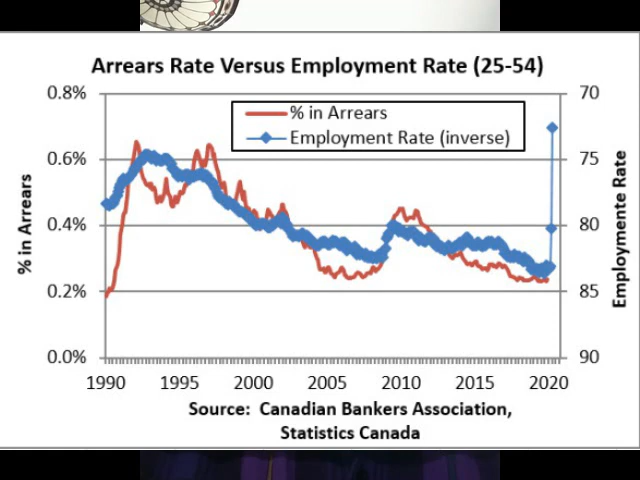 Arrears Rate Versus Employment Rate (25-54)
0.8%
0.6%
0.4%
0.2%
0.0%
% in Arrears
% in Arrears
Employment Rate (inverse)
70
75
80
85
90
Employmente Rate
1990 1995 2000 2005 2010 2015 2020
Source: Canadian Bankers Association,
Statistics Canada